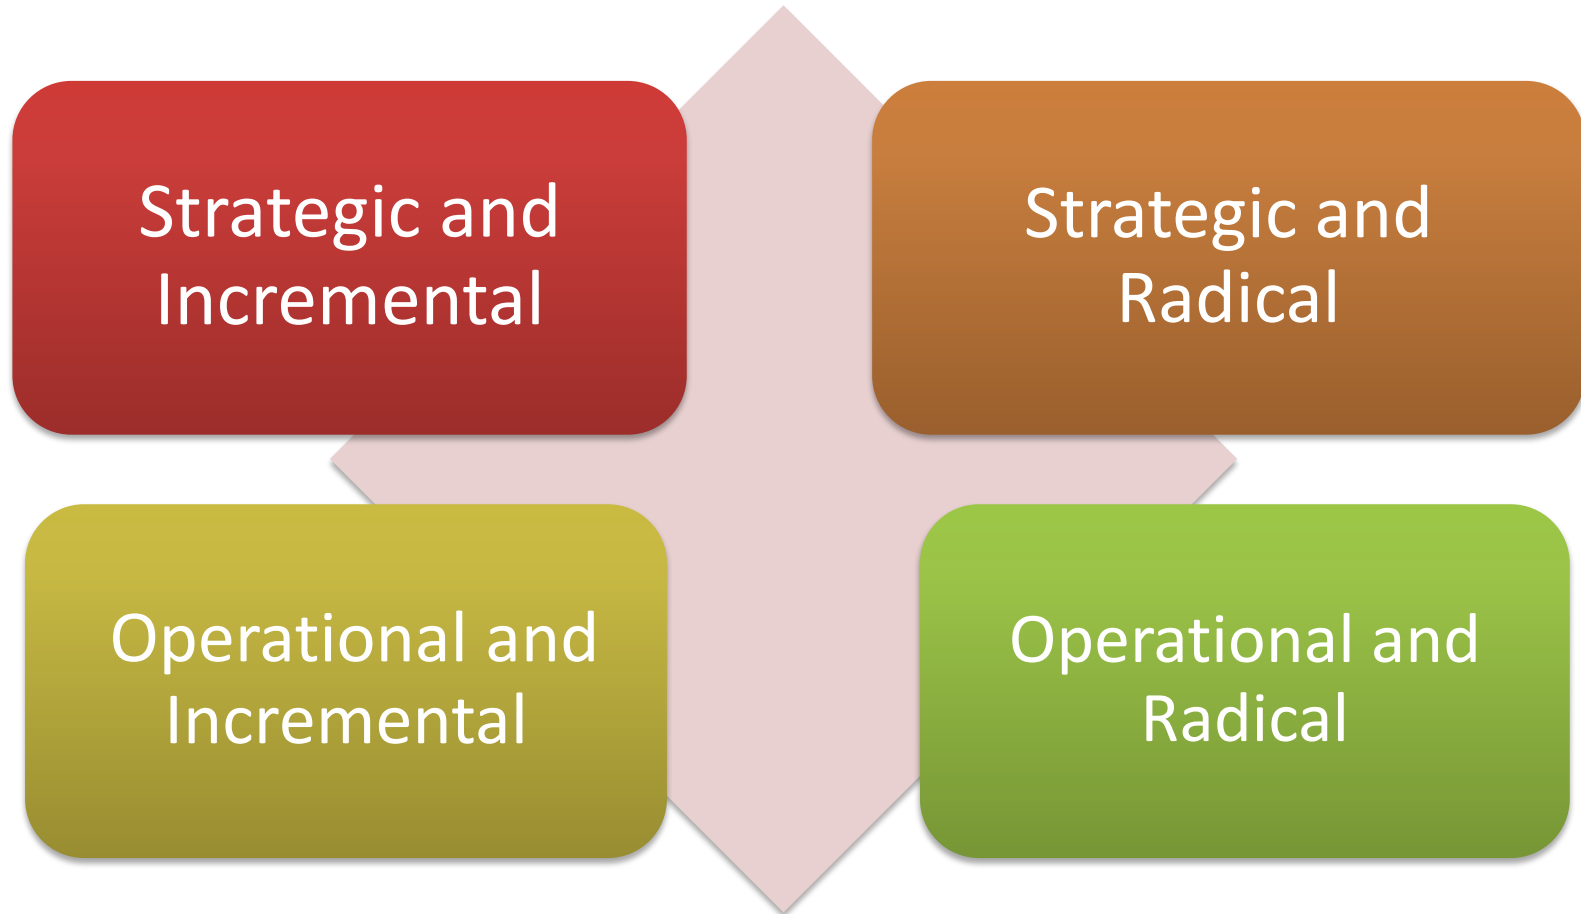 Strategic and
Incremental
Strategic and
Radical
Operational and
Incremental
Operational and
Radical